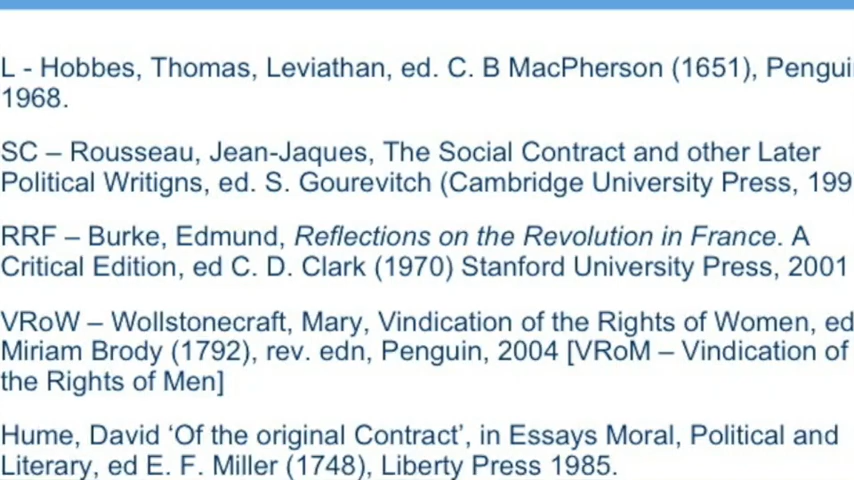 L - Hobbes, Thomas, Leviathan, ed. C. B MacPherson (1651), Pengui
1968.
SC – Rousseau, Jean-Jaques, The Social Contract and other Later
Political Writigns, ed. S. Gourevitch (Cambridge University Press, 199
RRF – Burke, Edmund, Reflections on the Revolution in France. A
Critical Edition, ed C. D. Clark (1970) Stanford University Press, 2001
VRoW – Wollstonecraft, Mary, Vindication of the Rights of Women, ed
Miriam Brody (1792), rev. edn, Penguin, 2004 [VRoM – Vindication of
the Rights of Men]
Hume, David ‘Of the original Contract’, in Essays Moral, Political and
Literary, ed E. F. Miller (1748), Liberty Press 1985.